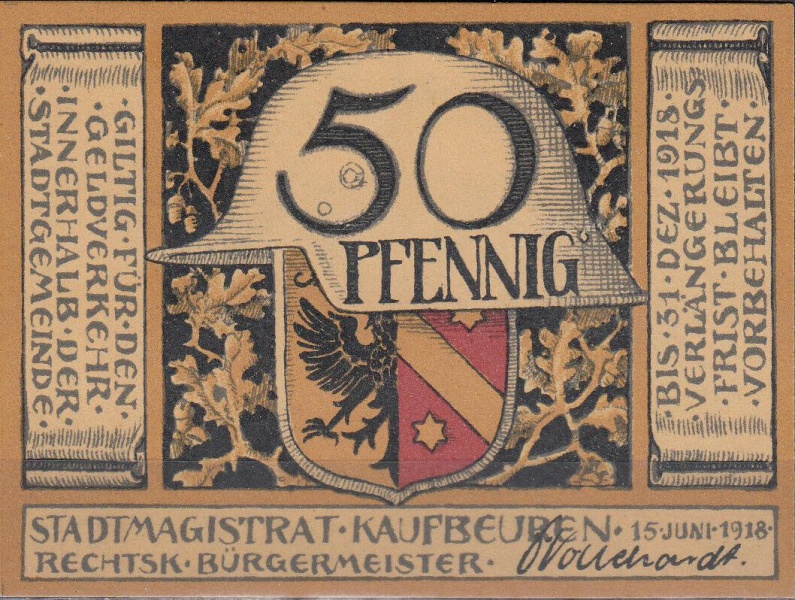 ·GILTIG·FÜR·DEN·
·GELDVERKEHR·
·INNERHALB·DER·
·STADTGEMEINDE·
50
PFENNIG
·BIS·31·DEZ·1918·
VERLÄNGERUNGS-
·FRIST·BLEIBT·
·VORBEHALTEN·
STADTMAGISTRAT·KAUFBEUREN·15·JUNI·1918·
RECHTSK·BÜRGERMEISTER·